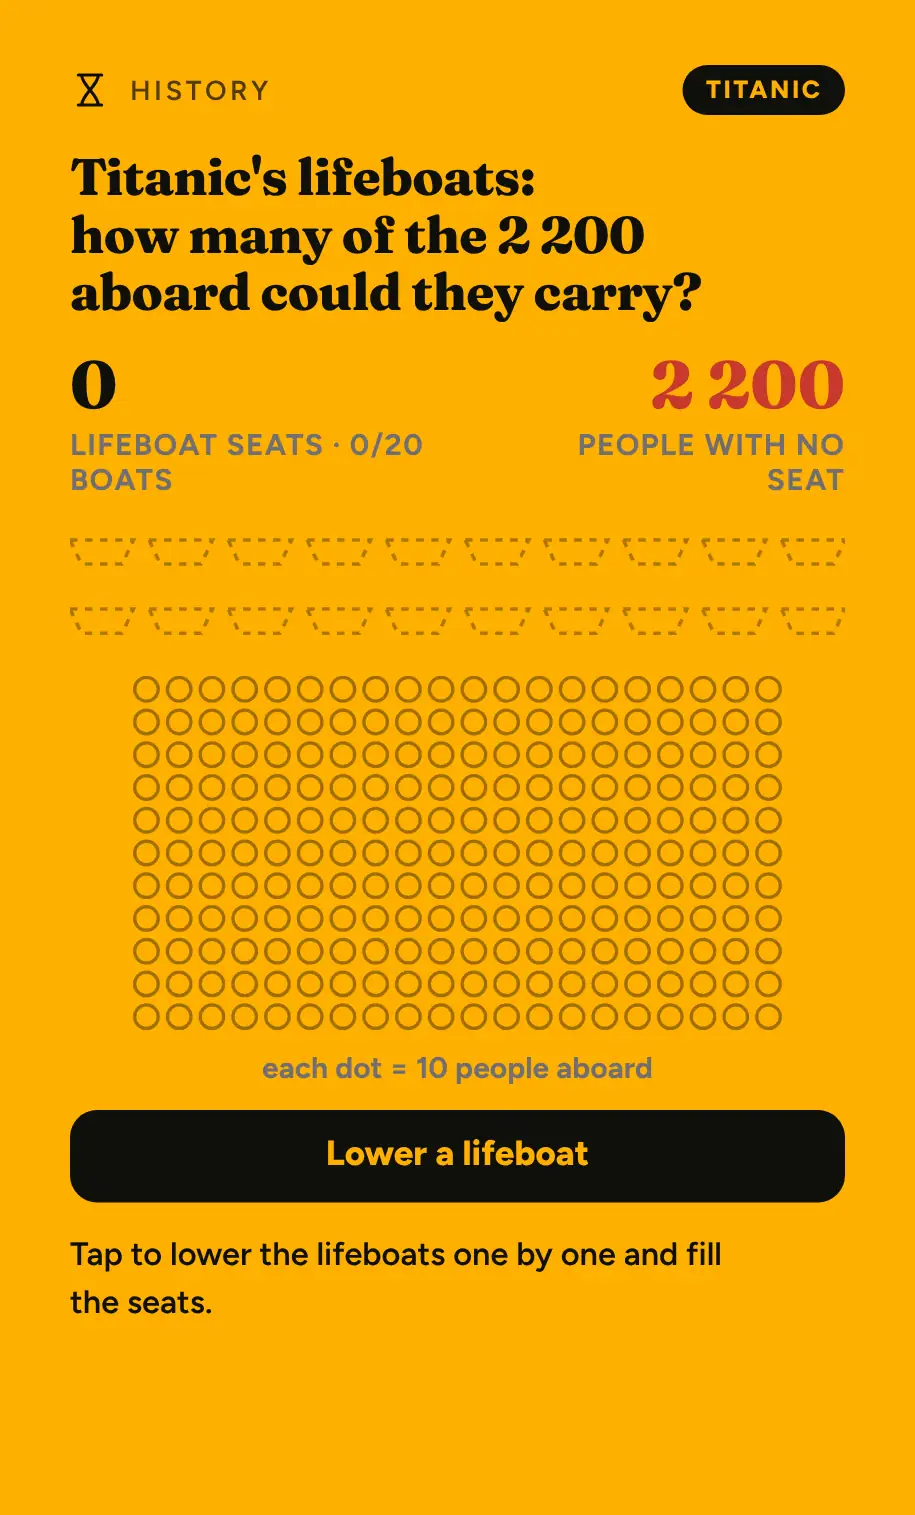 HISTORY
TITANIC
Titanic's lifeboats:
how many of the 2 200
aboard could they carry?
0
2 200
LIFEBOAT SEATS · 0/20
BOATS
PEOPLE WITH NO
SEAT
each dot = 10 people aboard
Lower a lifeboat
Tap to lower the lifeboats one by one and fill
the seats.